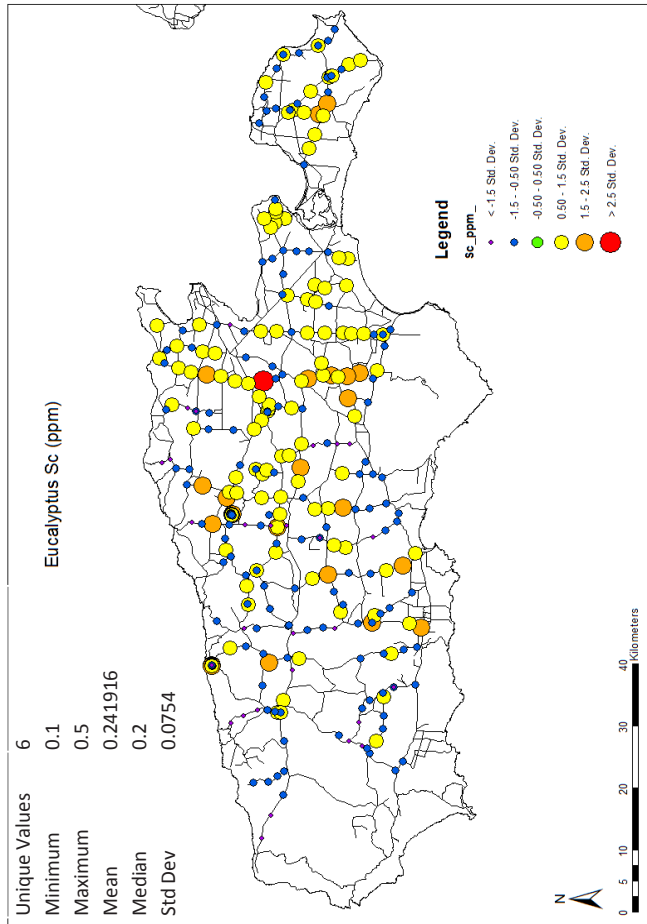 Unique Values 6
Minimum 0.1
Maximum 0.5
Mean 0.241916
Median 0.2
Std Dev 0.0754
Eucalyptus Sc (ppm)
Legend
Sc_ppm_
< -1.5 Std. Dev.
-1.5 - -0.50 Std. Dev.
-0.50 - 0.50 Std. Dev.
0.50 - 1.5 Std. Dev.
1.5 - 2.5 Std. Dev.
> 2.5 Std. Dev.
N
0 5 10 20 30 40
Kilometers